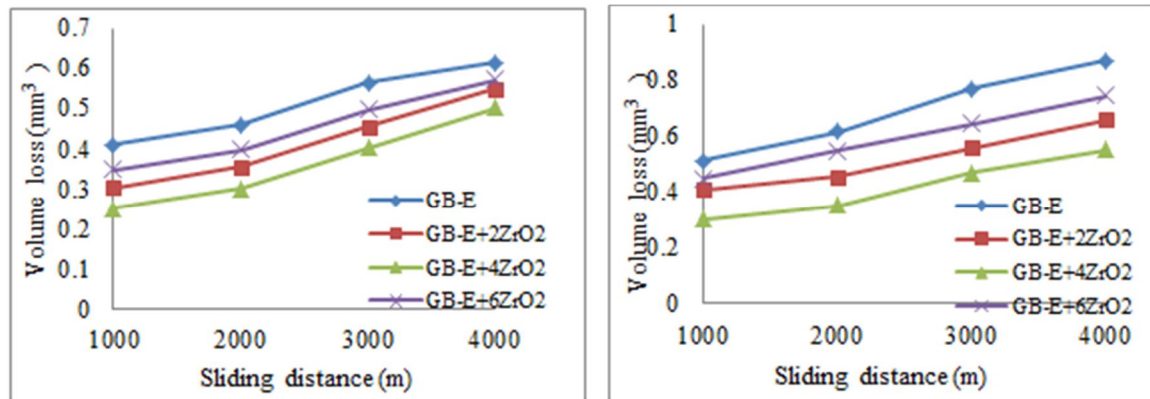 Volume loss(mm³)
0.7
0.6
0.5
0.4
0.3
0.2
0.1
0
GB-E
GB-E+2ZrO2
GB-E+4ZrO2
GB-E+6ZrO2
1000 2000 3000 4000
Sliding distance (m)
Volume loss(mm³)
1
0.8
0.6
0.4
0.2
0
GB-E
GB-E+2ZrO2
GB-E+4ZrO2
GB-E+6ZrO2
1000 2000 3000 4000
Sliding distance (m)